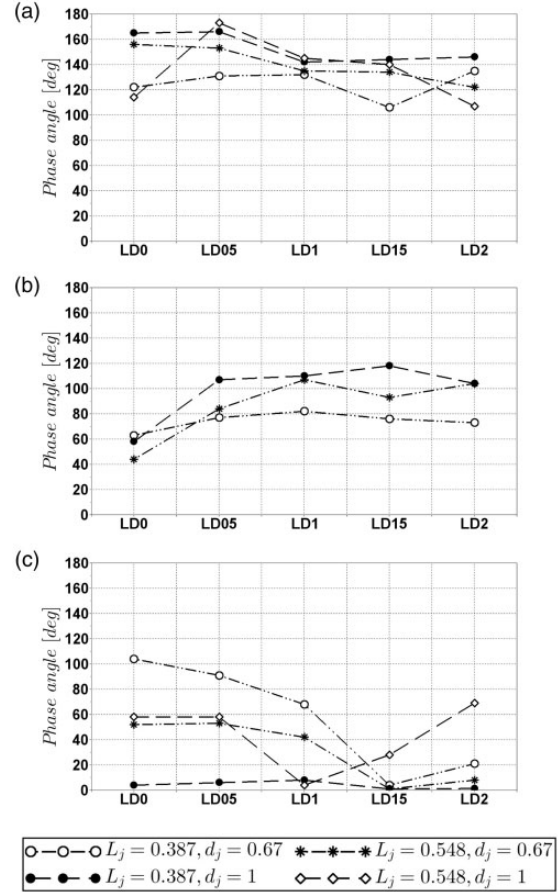 (a)
Phase angle [deg]
180
160
140
120
100
80
60
40
20
0
LD0 LD05 LD1 LD15 LD2
(b)
Phase angle [deg]
180
160
140
120
100
80
60
40
20
0
LD0 LD05 LD1 LD15 LD2
(c)
Phase angle [deg]
180
160
140
120
100
80
60
40
20
0
LD0 LD05 LD1 LD15 LD2
L_j = 0.387, d_j = 0.67 L_j = 0.548, d_j = 0.67
L_j = 0.387, d_j = 1 L_j = 0.548, d_j = 1